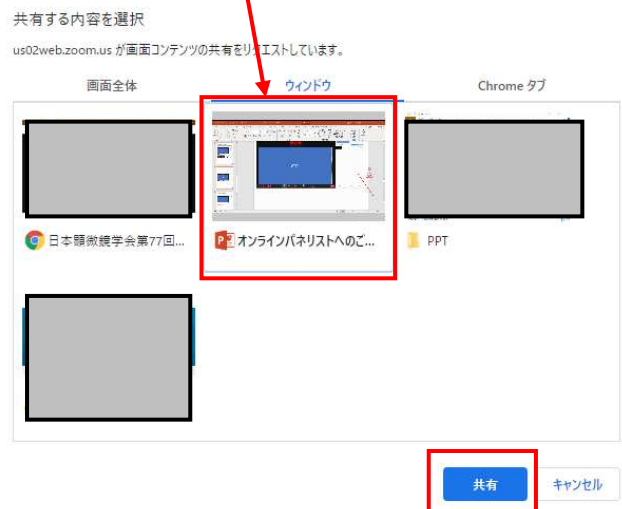 共有する内容を選択
us02web.zoom.us が画面コンテンツの共有をリクエストしています。
画面全体
ウィンドウ
Chrome タブ
日本顕微鏡学会第77回...
オンラインパネリストへのご...
PPT
共有
キャンセル